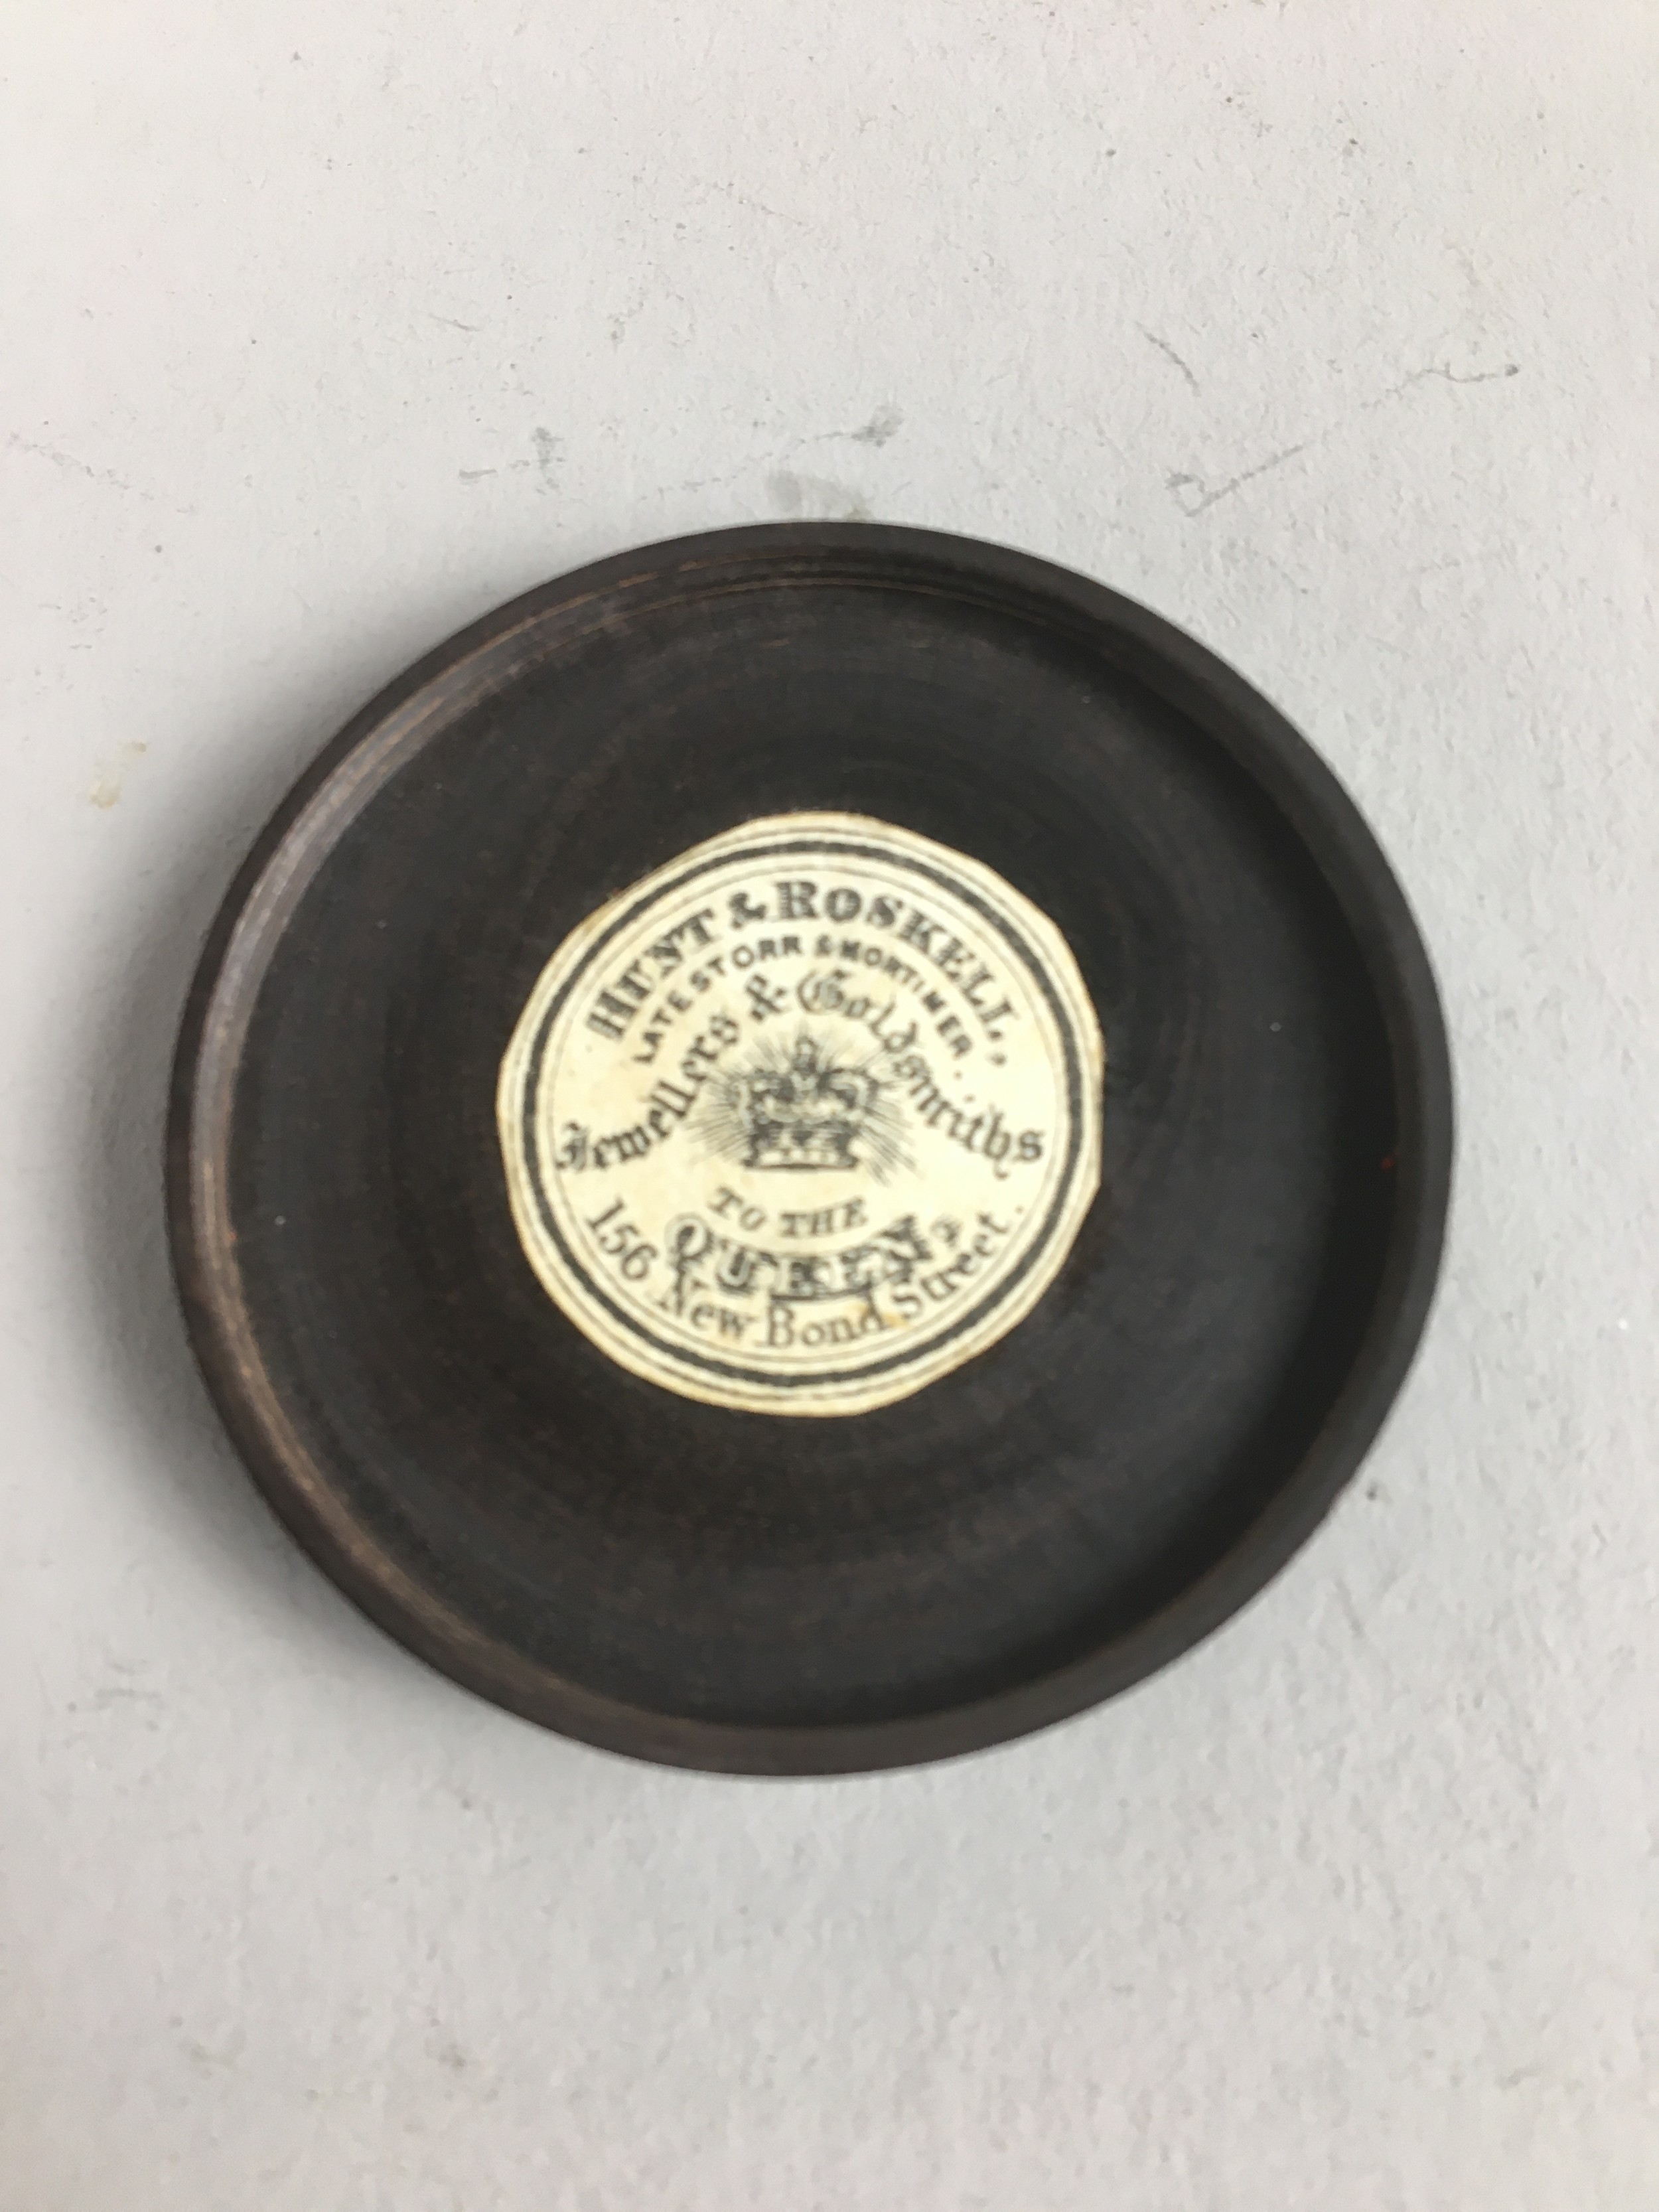 HUNT & ROSKELL,
LATE STORR & MORTIMER.
Jewellers & Goldsmiths
TO THE
QUEEN,
156 New Bond Street.